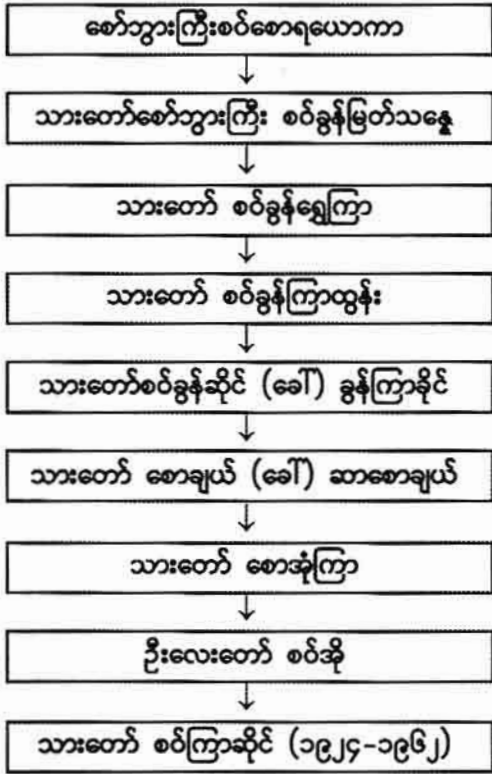 စော်ဘွားကြီးစဝ်စောရယောကာ
သားတော်စော်ဘွားကြီး စဝ်ခွန်မြတ်သန္ဓေ
သားတော် စဝ်ခွန်ရွှေကြာ
သားတော် စဝ်ခွန်ကြာထွန်း
သားတော်စဝ်ခွန်ဆိုင် (ခေါ်) ခွန်ကြာခိုင်
သားတော် စောချယ် (ခေါ်) ဆာစောချယ်
သားတော် စောအုံကြာ
ဦးလေးတော် စဝ်အို
သားတော် စဝ်ကြာဆိုင် (၁၉၂၄-၁၉၆၂)